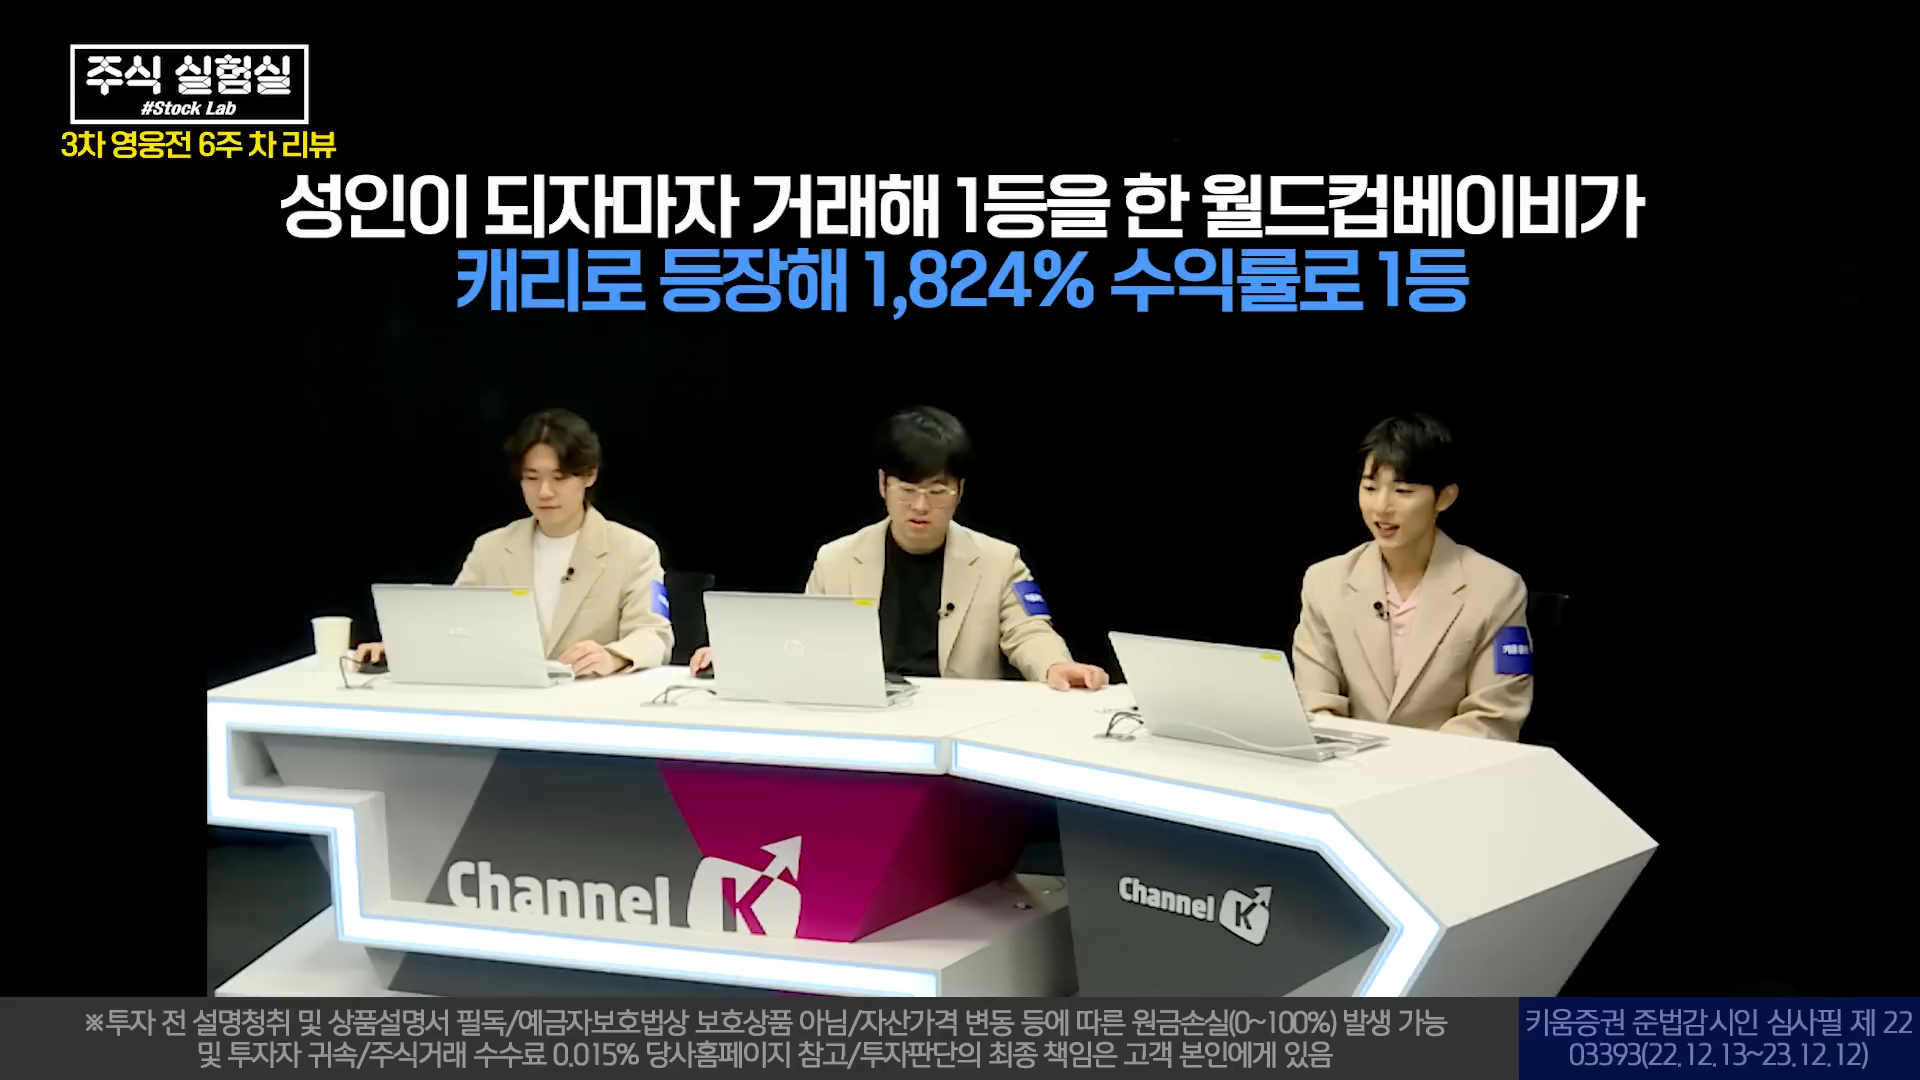 주식 실험실
#Stock Lab
3차 영웅전 6주 차 리뷰
성인이 되자마자 거래해 1등을 한 월드컵베이비가
캐리로 등장해 1,824% 수익률로 1등
Channel K
Channel K
※투자 전 설명청취 및 상품설명서 필독/예금자보호법상 보호상품 아님/자산가격 변동 등에 따른 원금손실(0~100%) 발생 가능
및 투자자 귀속/주식거래 수수료 0.015% 당사홈페이지 참고/투자판단의 최종 책임은 고객 본인에게 있음
키움증권 준법감시인 심사필 제 22
03393(22.12.13~23.12.12)